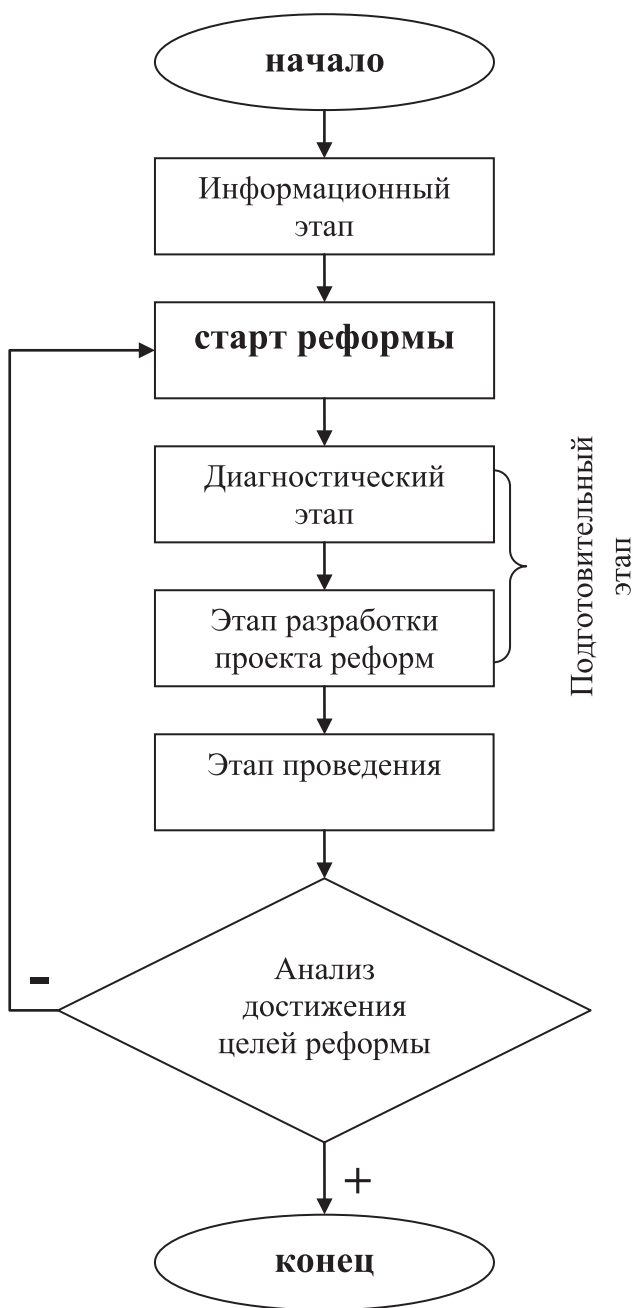 начало
Информационный
этап
старт реформы
Диагностический
этап
Этап разработки
проекта реформ
Подготовительный
этап
Этап проведения
Анализ
достижения
целей реформы
-
+
конец